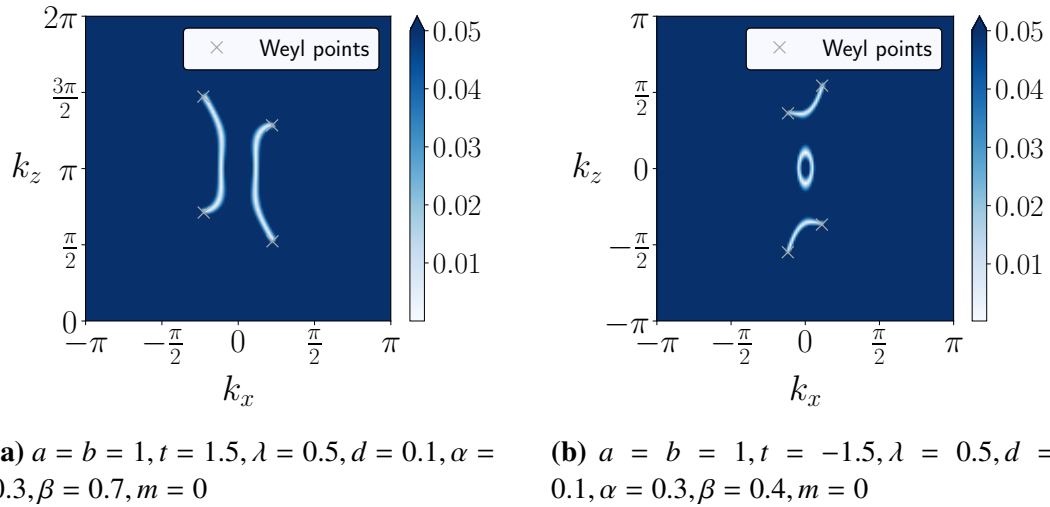 2π
3π/2
k_z π
π/2
0
−π −π/2 0 π/2 π
k_x
Weyl points
0.05
0.04
0.03
0.02
0.01
π
π/2
k_z 0
−π/2
−π
−π −π/2 0 π/2 π
k_x
Weyl points
0.05
0.04
0.03
0.02
0.01
a) a = b = 1, t = 1.5, λ = 0.5, d = 0.1, α =
0.3, β = 0.7, m = 0
(b) a = b = 1, t = −1.5, λ = 0.5, d =
0.1, α = 0.3, β = 0.4, m = 0